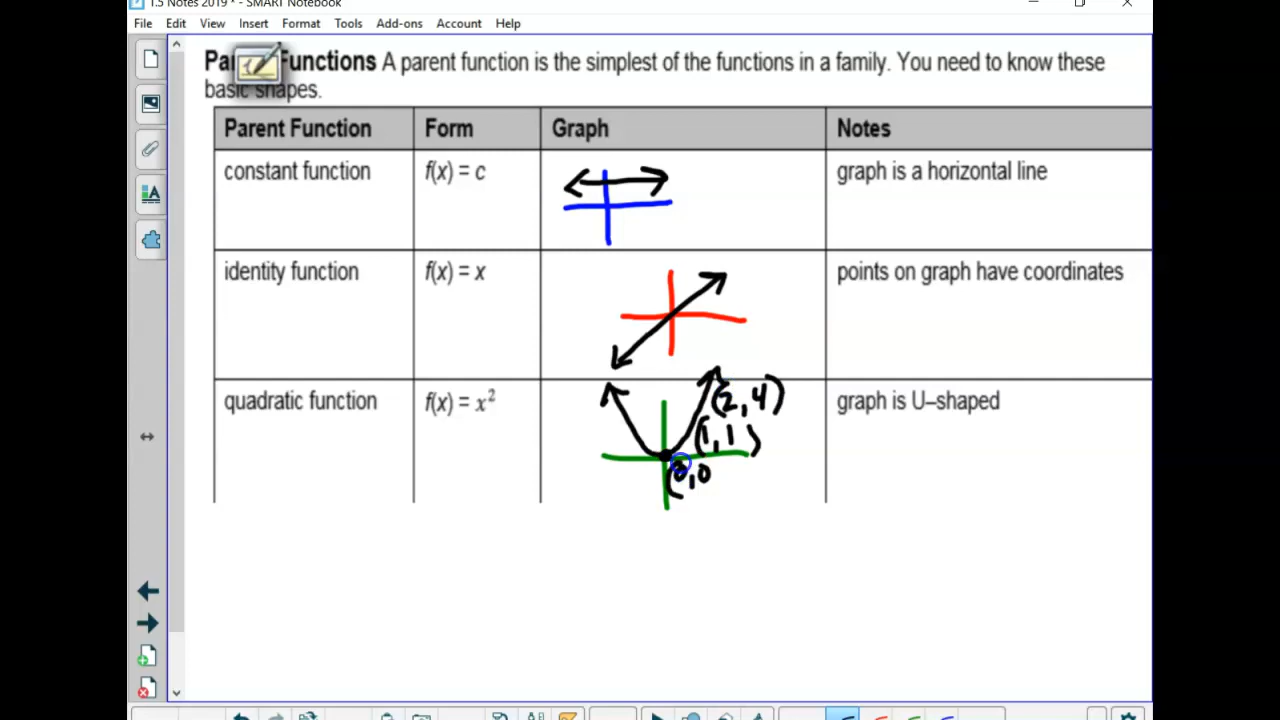 1.5 Notes 2019 * - SMART Notebook
File Edit View Insert Format Tools Add-ons Account Help
Functions A parent function is the simplest of the functions in a family. You need to know these
basic shapes.
Parent Function Form Graph Notes
constant function f(x) = c graph is a horizontal line
identity function f(x) = x points on graph have coordinates
quadratic function f(x) = x² graph is U–shaped
(2, 4)
(1, 1)
(0,0